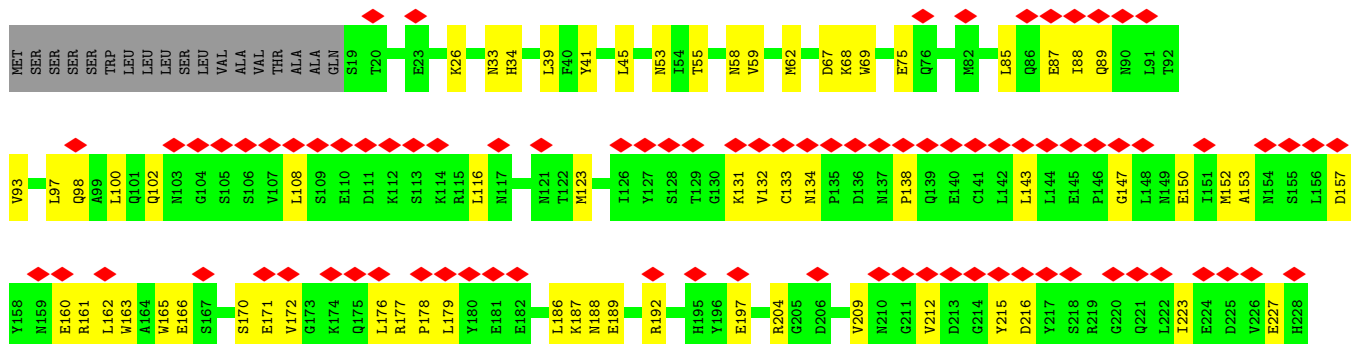 MET SER SER SER SER TRP LEU LEU LEU SER LEU VAL ALA VAL THR ALA ALA GLN S19 T20 E23 K26 N33 H34 L39 F40 Y41 L45 N53 I54 T55 N58 V59 M62 D67 K68 W69 E75 Q76 M82 L85 Q86 E87 I88 Q89 N90 L91 T92
V93 L97 Q98 A99 L100 Q101 Q102 N103 G104 S105 S106 V107 L108 S109 E110 D111 K112 S113 K114 R115 L116 N117 N121 T122 M123 I126 Y127 S128 T129 G130 K131 V132 C133 N134 P135 D136 N137 P138 Q139 E140 C141 L142 L143 L144 E145 P146 G147 L148 N149 E150 I151 M152 A153 N154 S155 L156 D157
Y158 N159 E160 R161 L162 W163 A164 W165 E166 S167 S170 E171 V172 G173 K174 Q175 L176 R177 P178 L179 Y180 E181 E182 L186 K187 N188 E189 R192 H195 Y196 E197 R204 G205 D206 V209 N210 G211 V212 D213 G214 Y215 D216 Y217 S218 R219 G220 Q221 L222 I223 E224 D225 V226 E227 H228